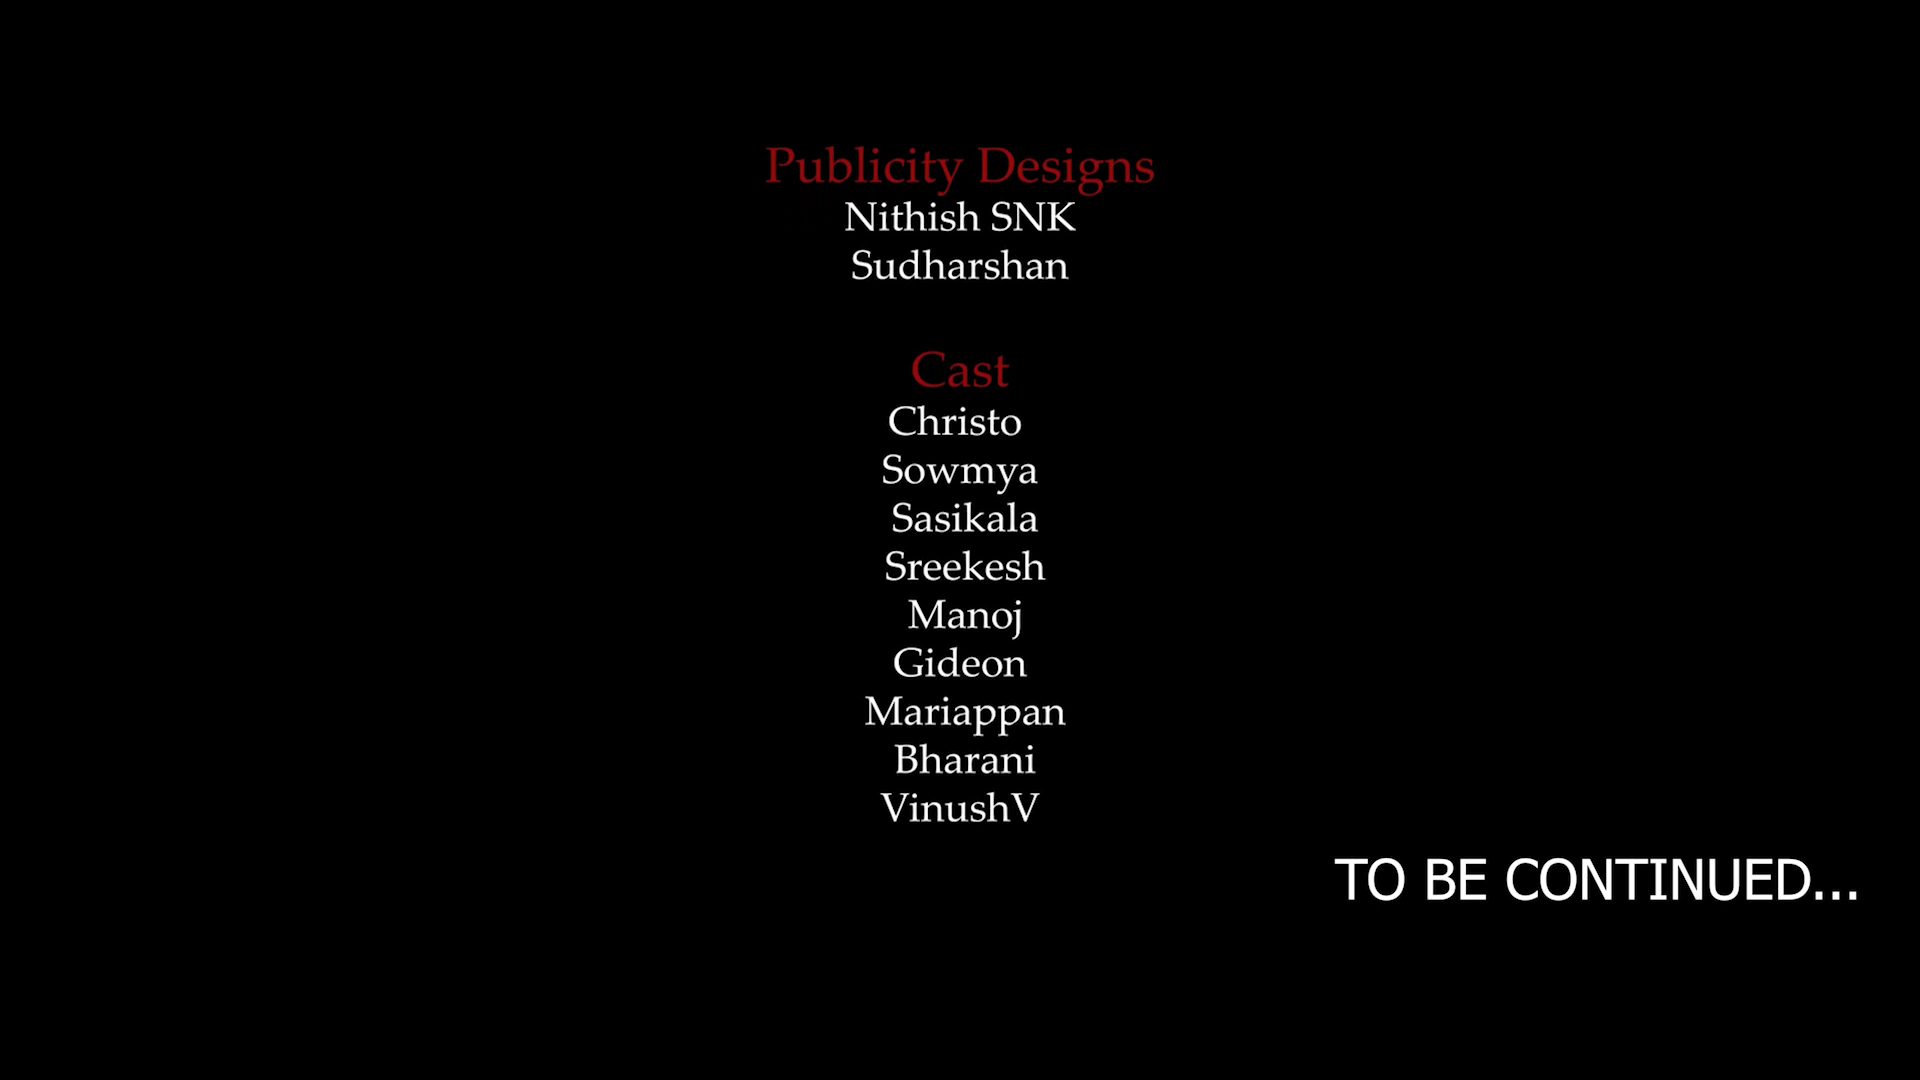 Publicity Designs
Nithish SNK
Sudharshan
Cast
Christo
Sowmya
Sasikala
Sreekesh
Manoj
Gideon
Mariappan
Bharani
VinushV
TO BE CONTINUED...